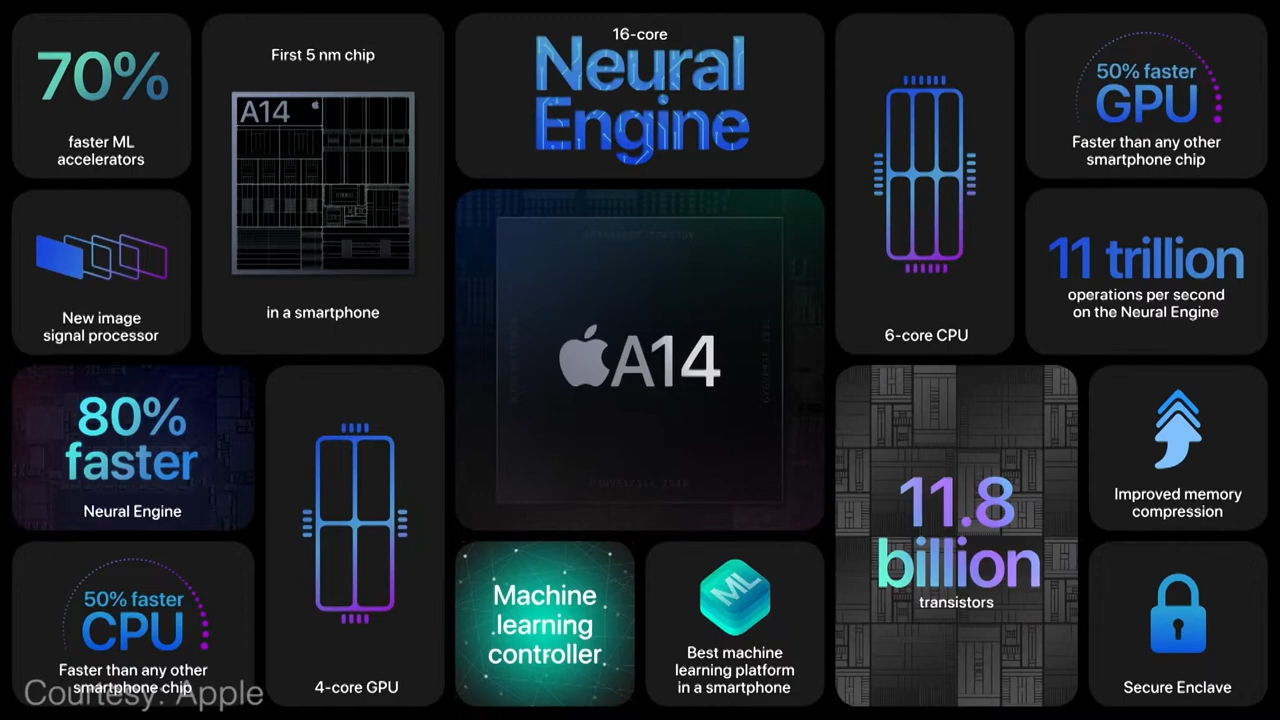 70%
faster ML
accelerators
First 5 nm chip
A14
in a smartphone
16-core
Neural
Engine
6-core CPU
50% faster
GPU
Faster than any other
smartphone chip
New image
signal processor
A14
11 trillion
operations per second
on the Neural Engine
80%
faster
Neural Engine
4-core GPU
11.8
billion
transistors
Improved memory
compression
50% faster
CPU
Faster than any other
smartphone chip
Machine
learning
controller
ML
Best machine
learning platform
in a smartphone
Secure Enclave
Courtesy: Apple